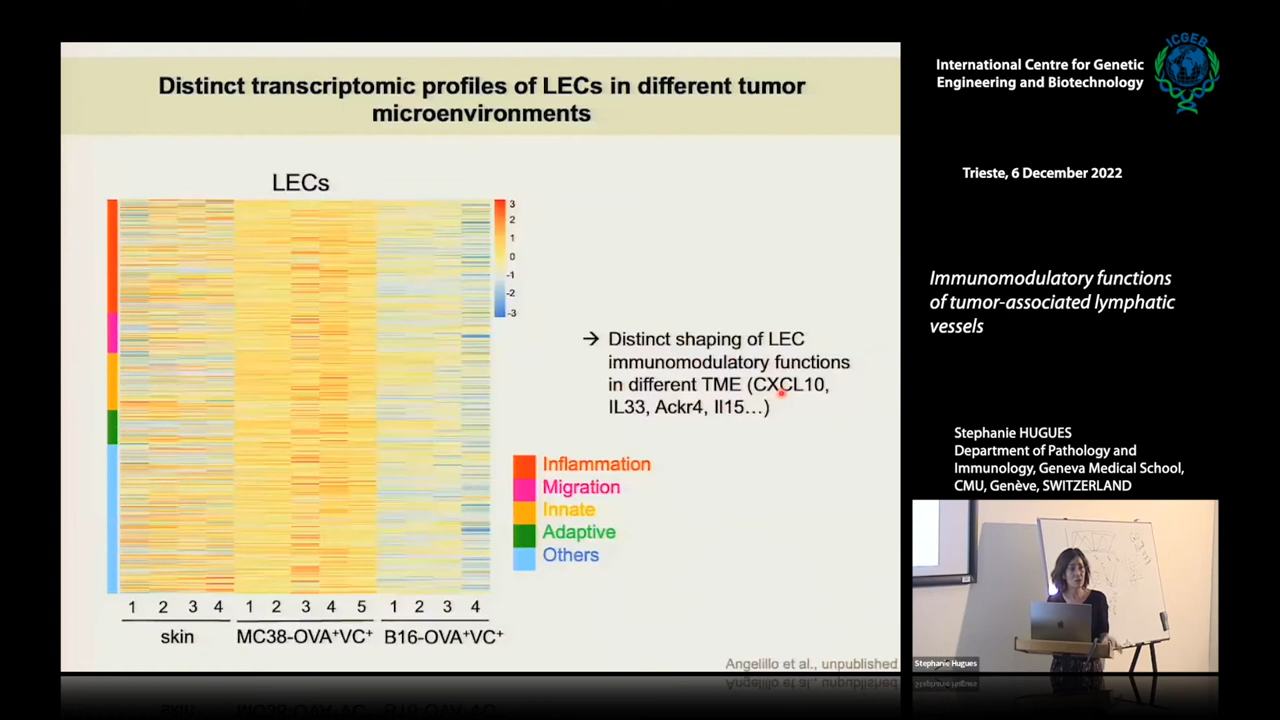 Distinct transcriptomic profiles of LECs in different tumor
microenvironments
LECs
3
2
1
0
-1
-2
-3
→ Distinct shaping of LEC
immunomodulatory functions
in different TME (CXCL10,
IL33, Ackr4, Il15...)
Inflammation
Migration
Innate
Adaptive
Others
1 2 3 4 1 2 3 4 5 1 2 3 4
skin MC38-OVA⁺VC⁺ B16-OVA⁺VC⁺
Angelillo et al., unpublished
International Centre for Genetic
Engineering and Biotechnology
ICGEB
Trieste, 6 December 2022
Immunomodulatory functions
of tumor-associated lymphatic
vessels
Stephanie HUGUES
Department of Pathology and
Immunology, Geneva Medical School,
CMU, Genève, SWITZERLAND
Stephanie Hugues